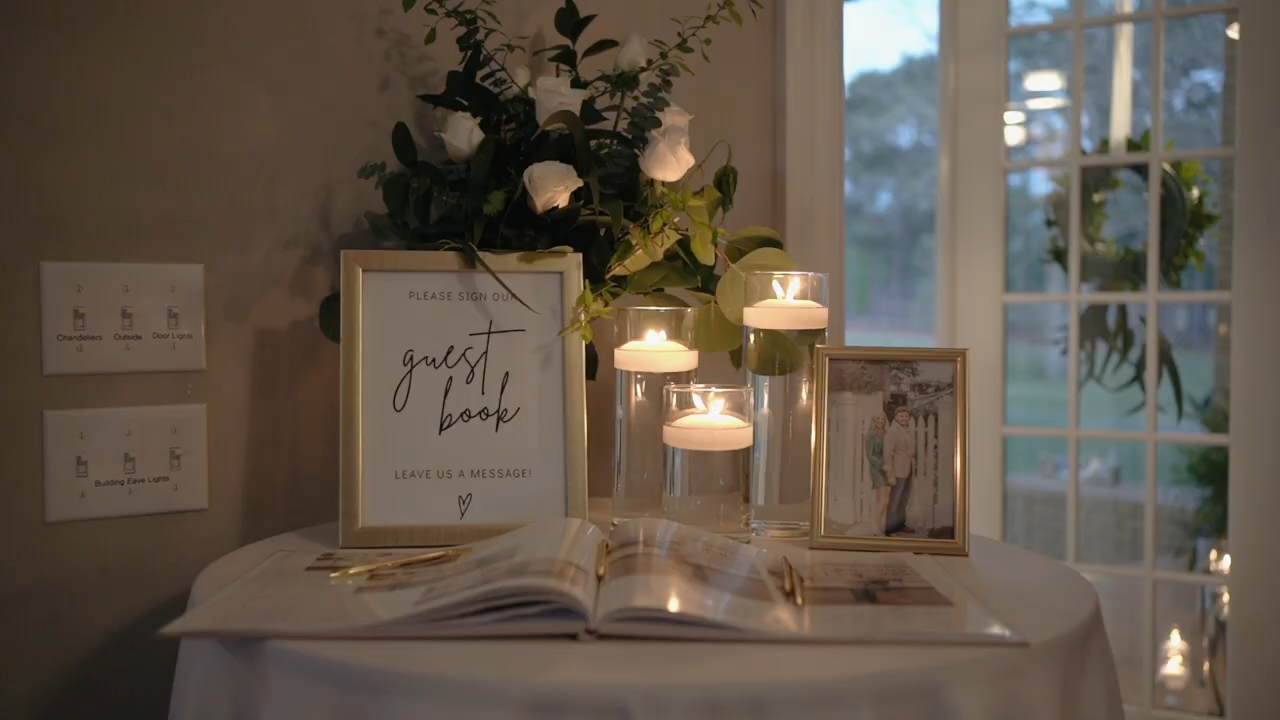 PLEASE SIGN OUR
guest
book
LEAVE US A MESSAGE!
Chandeliers Outside Door Lights
Building Eave Lights